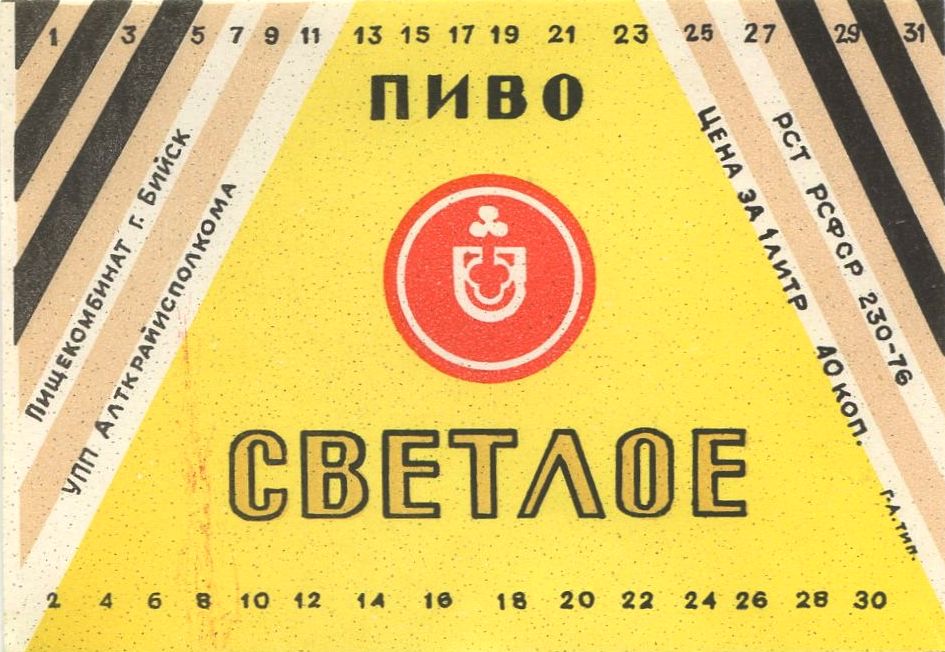 1 3 5 7 9 11 13 15 17 19 21 23 25 27 29 31
ПИВО
ПИЩЕКОМБИНАТ Г. БИЙСК
УПП АЛТКРАЙИСПОЛКОМА
ЦЕНА ЗА 1 ЛИТР 40 КОП.
РСТ РСФСР 230-76
СВЕТЛОЕ
Г-А.ТИП.
2 4 6 8 10 12 14 16 18 20 22 24 26 28 30